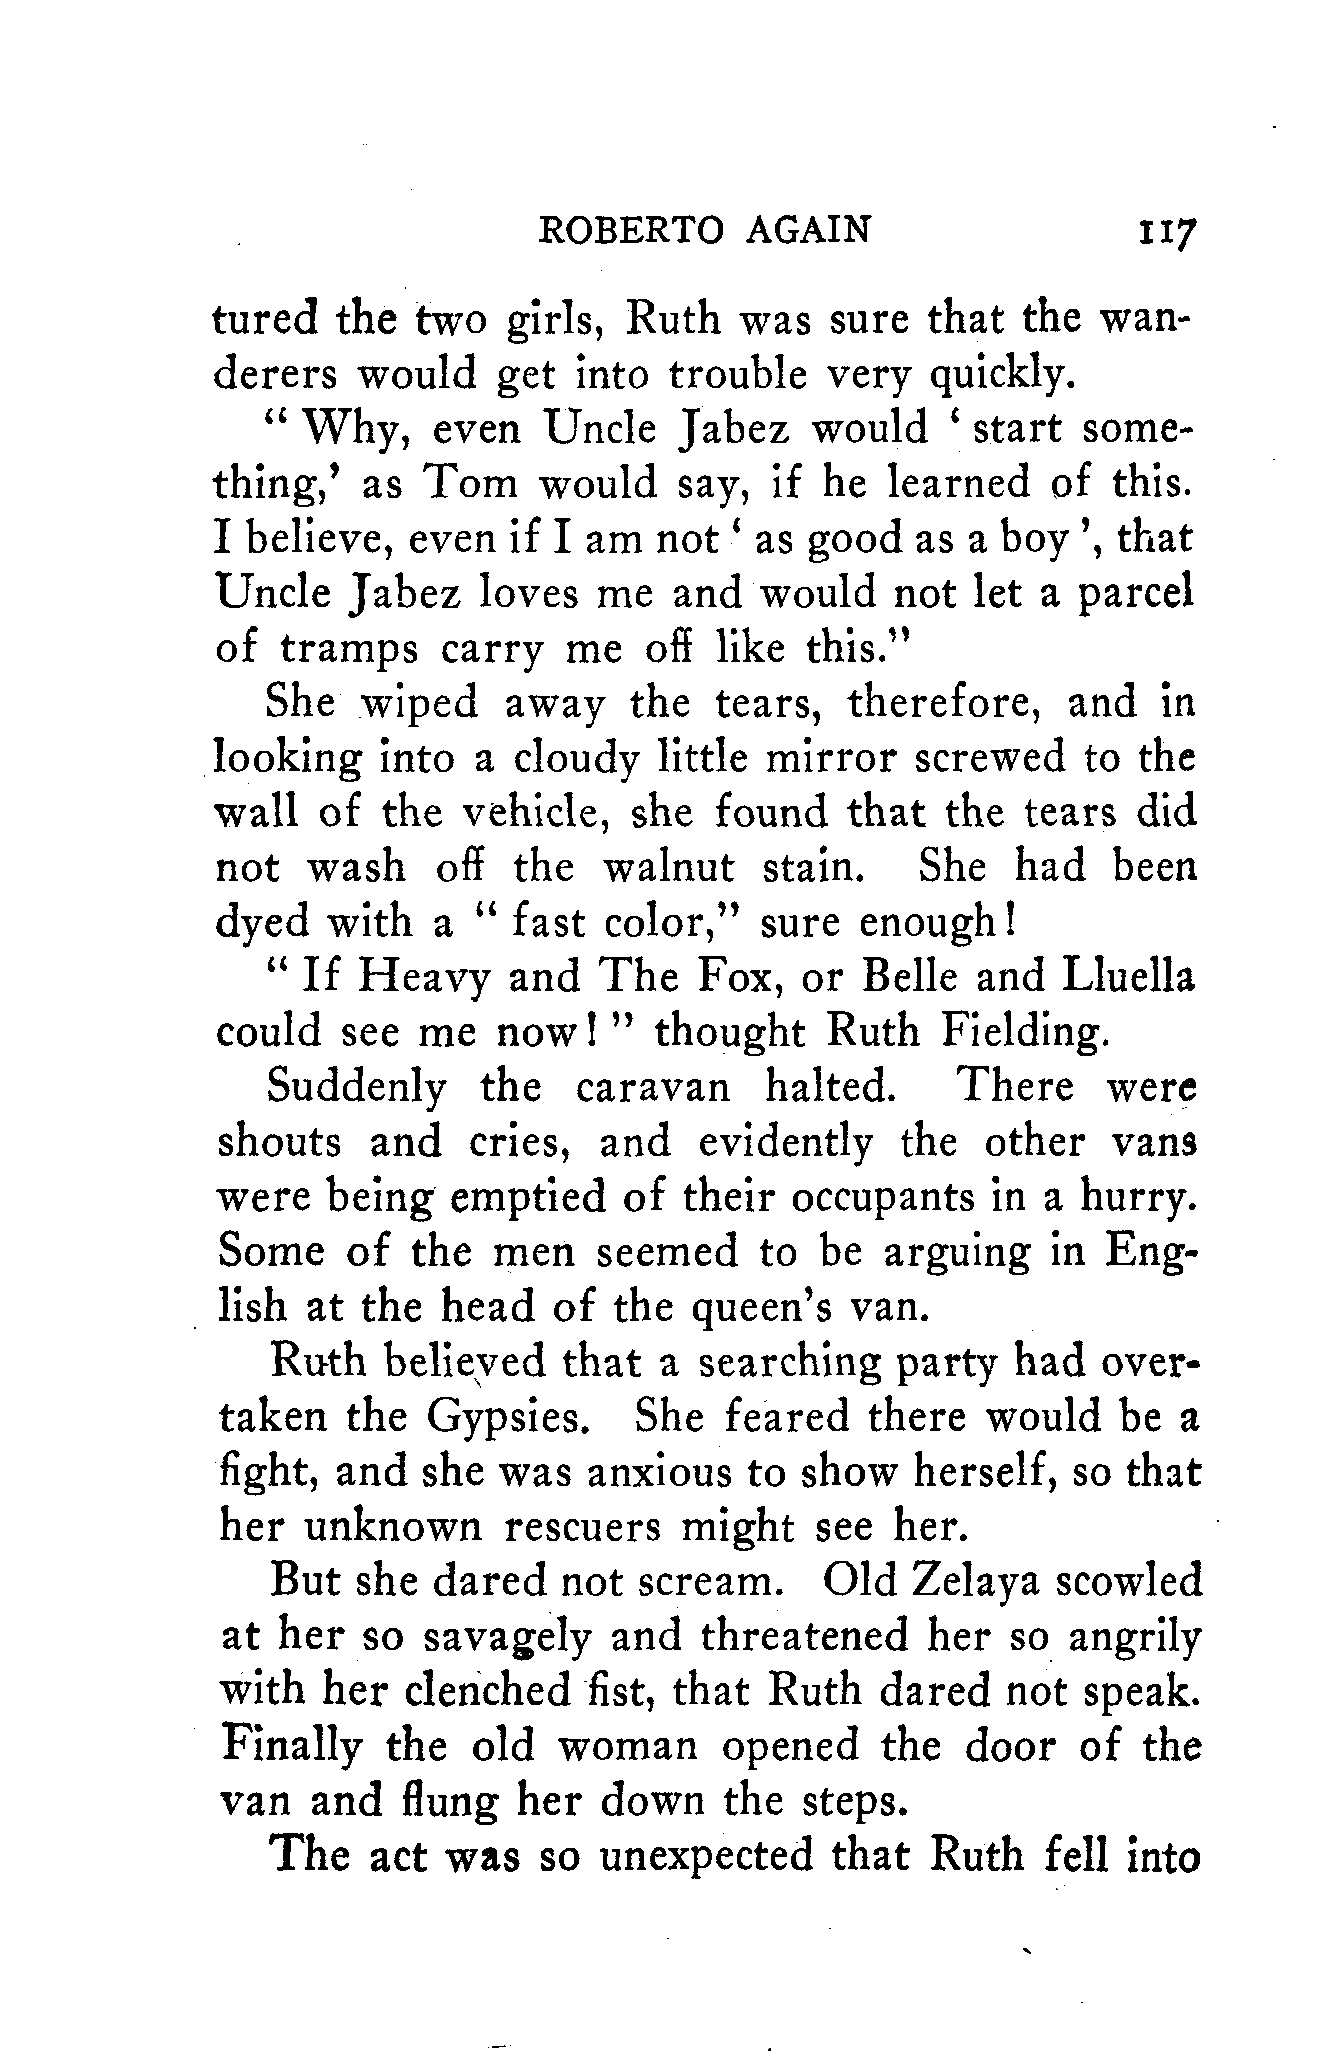 ROBERTO AGAIN 117
tured the two girls, Ruth was sure that the wan-
derers would get into trouble very quickly.
" Why, even Uncle Jabez would ‘ start some-
thing,’ as Tom would say, if he learned of this.
I believe, even if I am not ‘ as good as a boy ’, that
Uncle Jabez loves me and would not let a parcel
of tramps carry me off like this."
She wiped away the tears, therefore, and in
looking into a cloudy little mirror screwed to the
wall of the vehicle, she found that the tears did
not wash off the walnut stain. She had been
dyed with a " fast color," sure enough!
" If Heavy and The Fox, or Belle and Lluella
could see me now! " thought Ruth Fielding.
Suddenly the caravan halted. There were
shouts and cries, and evidently the other vans
were being emptied of their occupants in a hurry.
Some of the men seemed to be arguing in Eng-
lish at the head of the queen's van.
Ruth believed that a searching party had over-
taken the Gypsies. She feared there would be a
fight, and she was anxious to show herself, so that
her unknown rescuers might see her.
But she dared not scream. Old Zelaya scowled
at her so savagely and threatened her so angrily
with her clenched fist, that Ruth dared not speak.
Finally the old woman opened the door of the
van and flung her down the steps.
The act was so unexpected that Ruth fell into